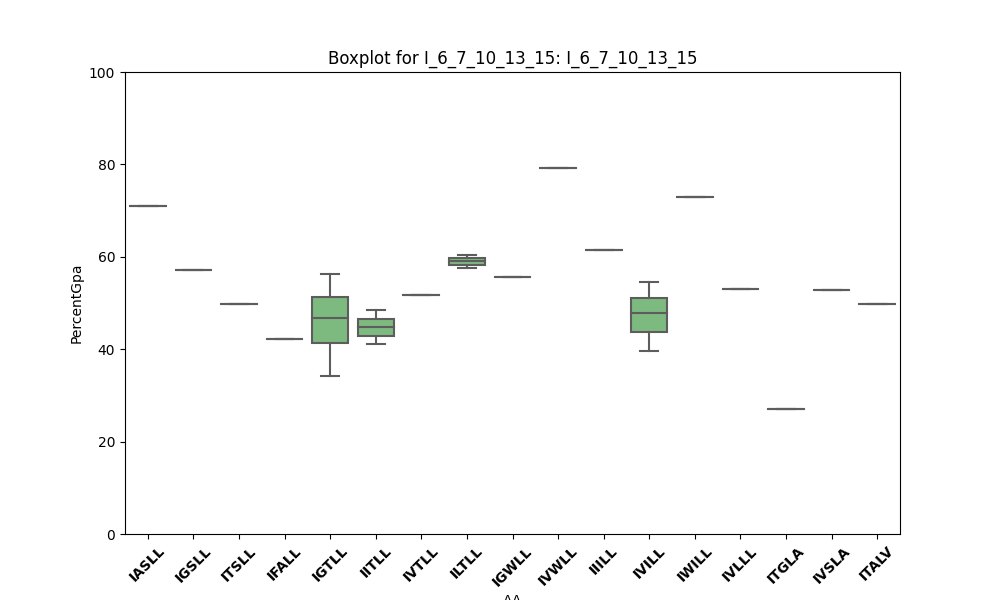 Boxplot for I_6_7_10_13_15: I_6_7_10_13_15
PercentGpa
100
80
60
40
20
0
IASLL
IGSLL
ITSLL
IFALL
IGTLL
IITLL
IVTLL
ILTLL
IGWLL
IVWLL
IIILL
IVILL
IWILL
IVLLL
ITGLA
IVSLA
ITALV
AA